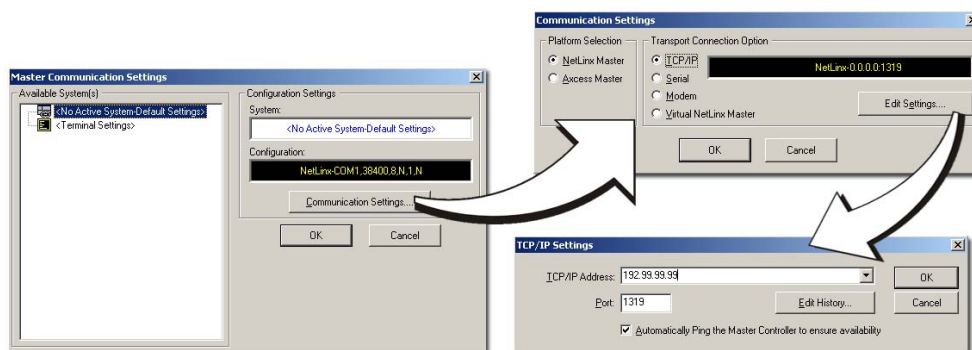 Master Communication Settings
Available System(s)
<No Active System-Default Settings>
<Terminal Settings>
Configuration Settings
System:
<No Active System-Default Settings>
Configuration:
NetLinx-COM1,38400,8,N,1,N
Communication Settings....
OK Cancel
Communication Settings
Platform Selection
NetLinx Master
Axcess Master
Transport Connection Option
TCP/IP
Serial
Modem
Virtual NetLinx Master
NetLinx-0.0.0.0:1319
Edit Settings....
OK Cancel
TCP/IP Settings
TCP/IP Address: 192.99.99.99
Port: 1319
Edit History...
OK
Cancel
Automatically Ping the Master Controller to ensure availability